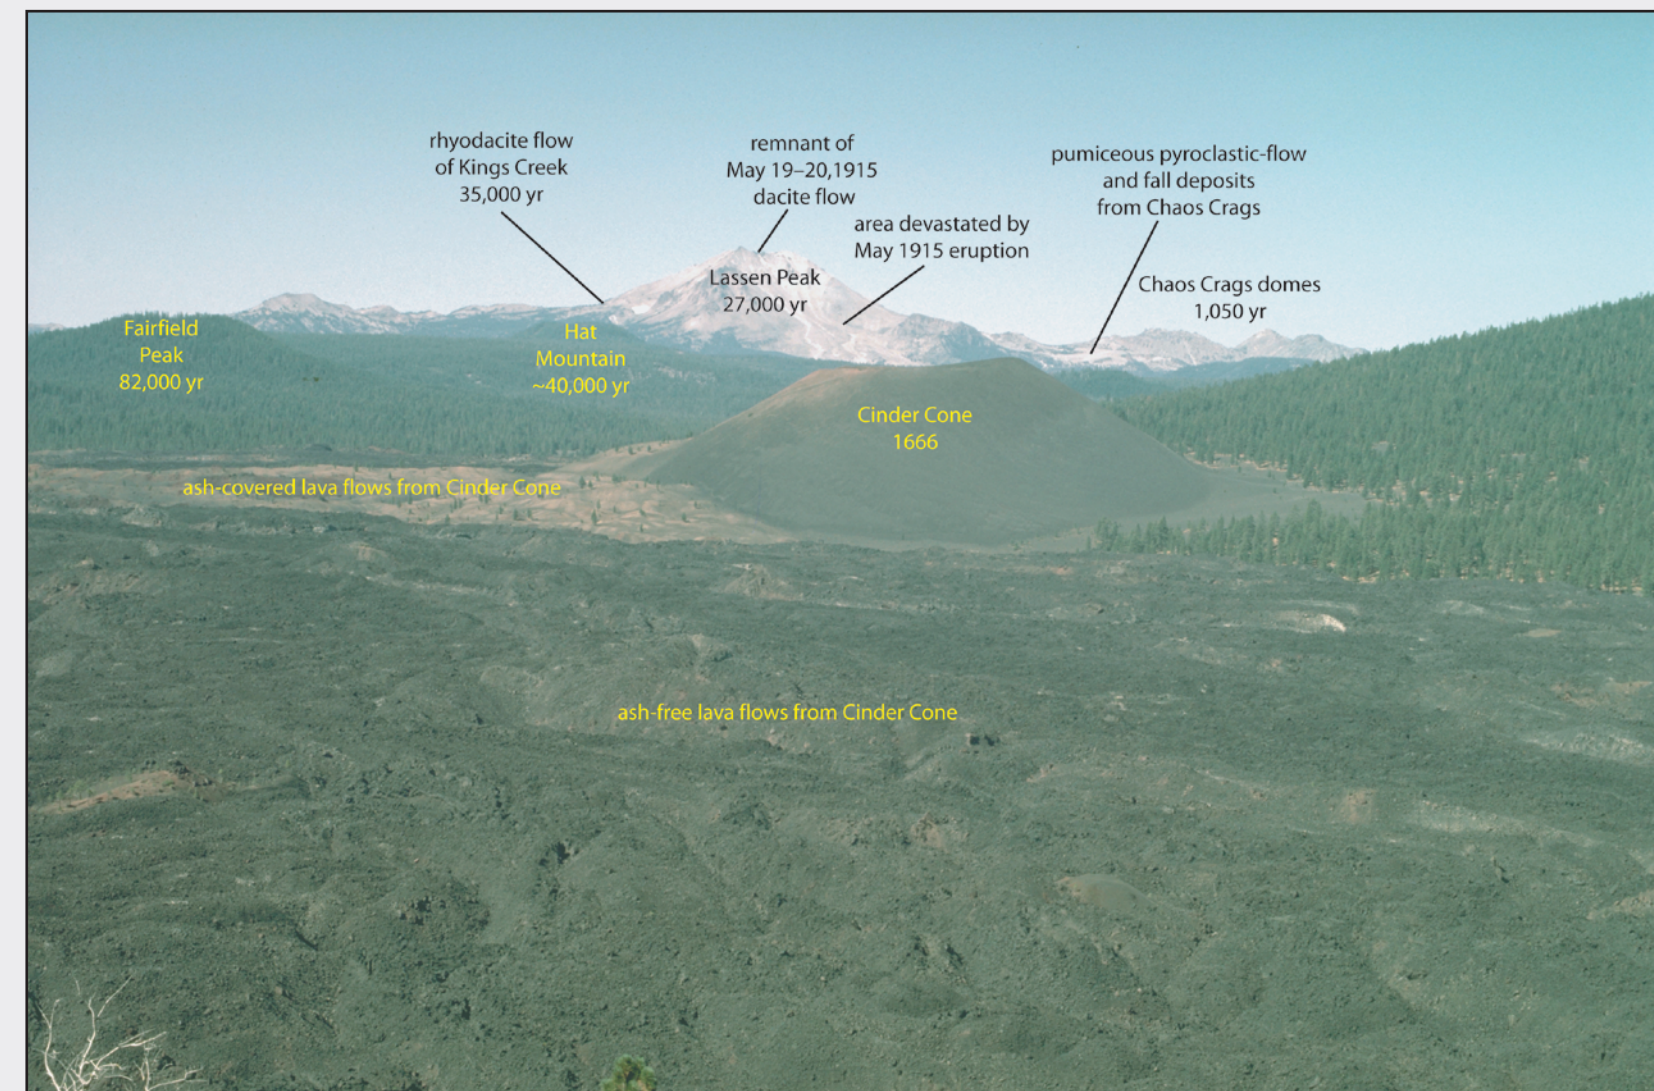 rhyodacite flow
of Kings Creek
35,000 yr
remnant of
May 19–20,1915
dacite flow
area devastated by
May 1915 eruption
pumiceous pyroclastic-flow
and fall deposits
from Chaos Crags
Chaos Crags domes
1,050 yr
Lassen Peak
27,000 yr
Fairfield
Peak
82,000 yr
Hat
Mountain
~40,000 yr
Cinder Cone
1666
ash-covered lava flows from Cinder Cone
ash-free lava flows from Cinder Cone